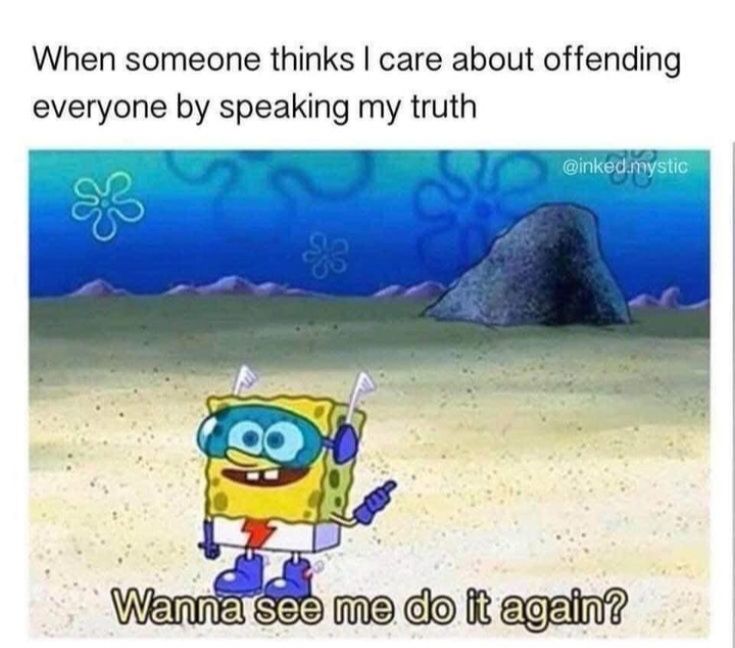 When someone thinks I care about offending
everyone by speaking my truth
@inked.mystic
Wanna see me do it again?